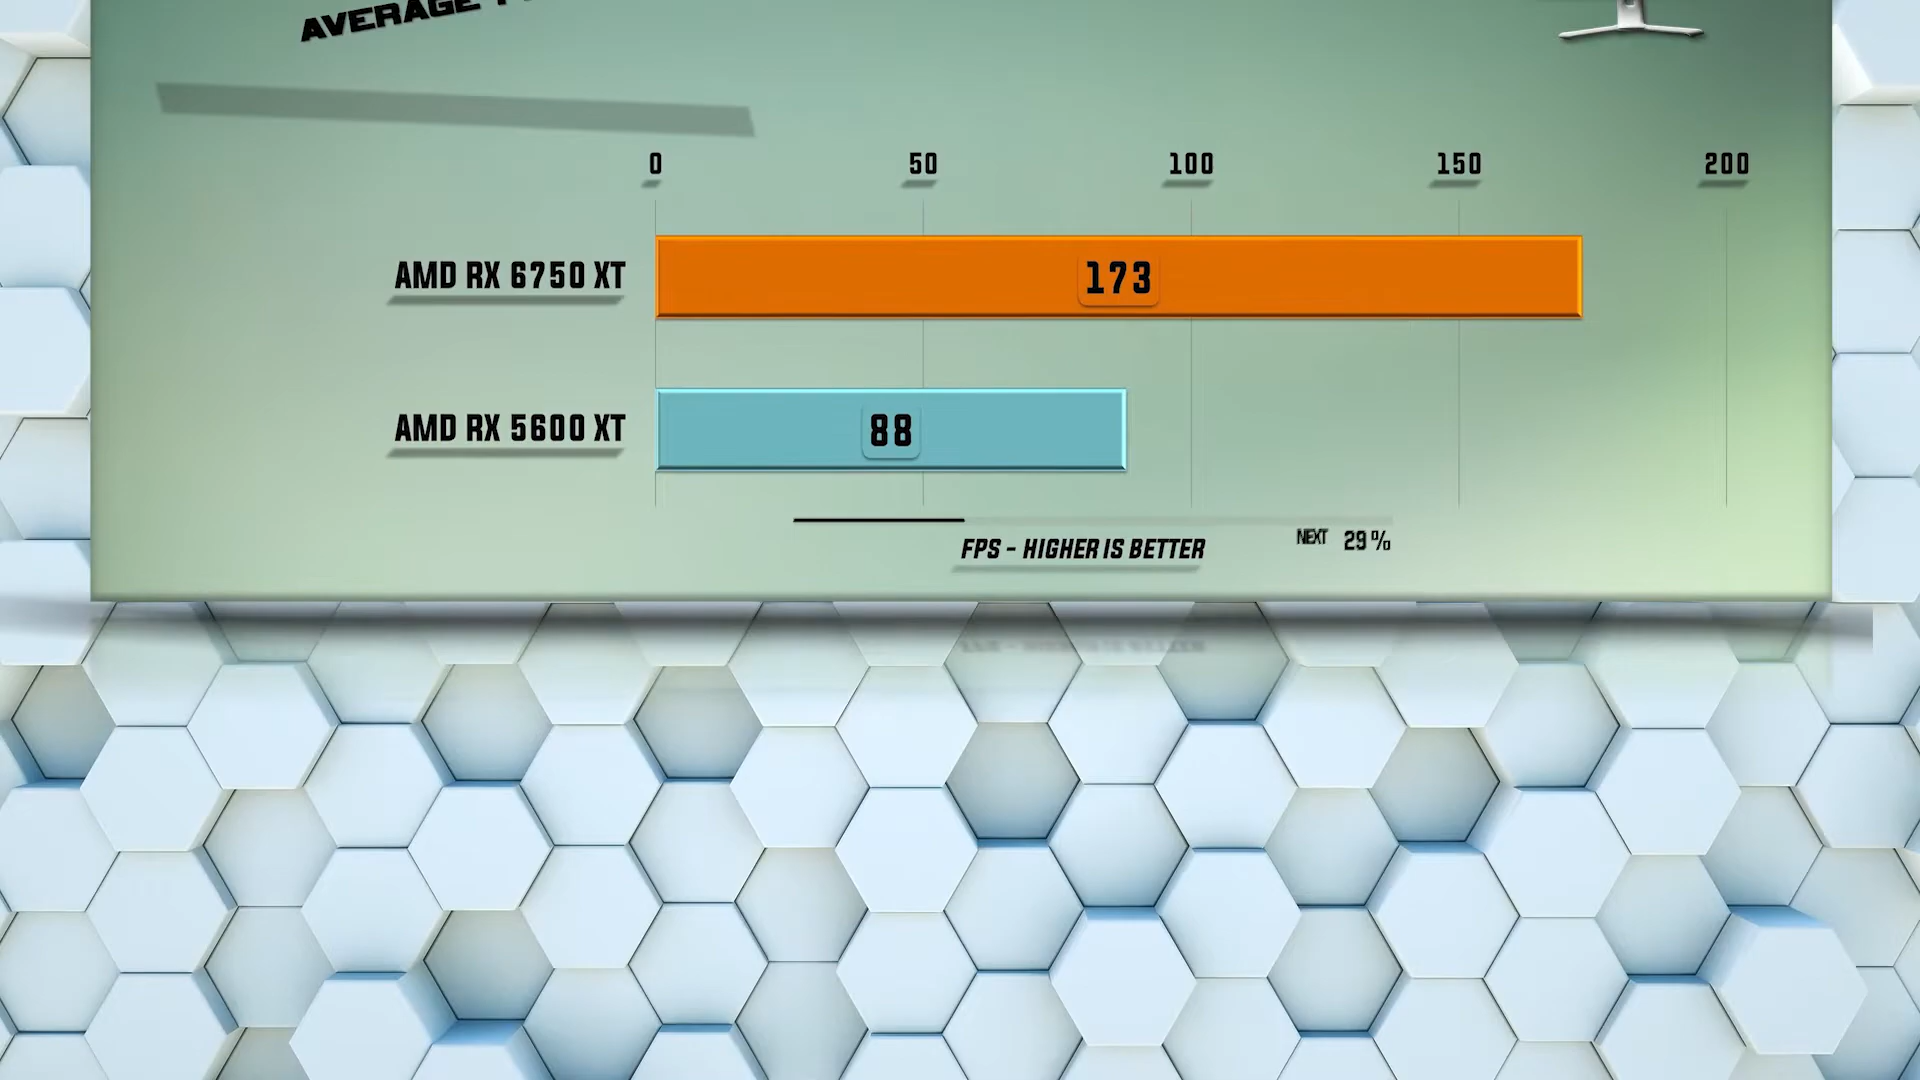 AVERAGE
0 50 100 150 200
AMD RX 6750 XT 173
AMD RX 5600 XT 88
FPS - HIGHER IS BETTER
NEXT 29%